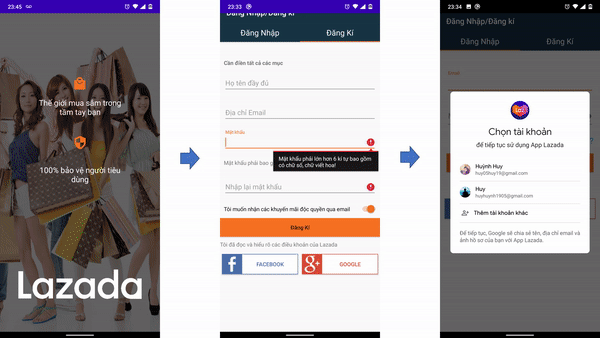 23:45
Thế giới mua sắm trong
tầm tay bạn
100% bảo vệ người tiêu
dùng
Lazada
23:33
Đăng Nhập/Đăng kí
Đăng Nhập
Đăng Kí
Cần điền tất cả các mục
Họ tên đầy đủ
Địa chỉ Email
Mật khẩu
Mật khẩu phải lớn hơn 6 kí tự bao gồm
có chữ số, chữ viết hoa!
Mật khẩu phải bao g
Nhập lại mật khẩu
Tôi muốn nhận các khuyến mãi độc quyền qua email
Đăng Kí
Tôi đã đọc và hiểu rõ các điều khoản của Lazada
FACEBOOK
GOOGLE
23:34
Đăng Nhập/Đăng kí
Đăng Nhập
Đăng Kí
Email
Chọn tài khoản
để tiếp tục sử dụng App Lazada
Huỳnh Huy
huy09huy19@gmail.com
Huy
huyhuynh1905@gmail.com
Thêm tài khoản khác
Để tiếp tục, Google sẽ chia sẻ tên, địa chỉ email và
ảnh hồ sơ của bạn với App Lazada.